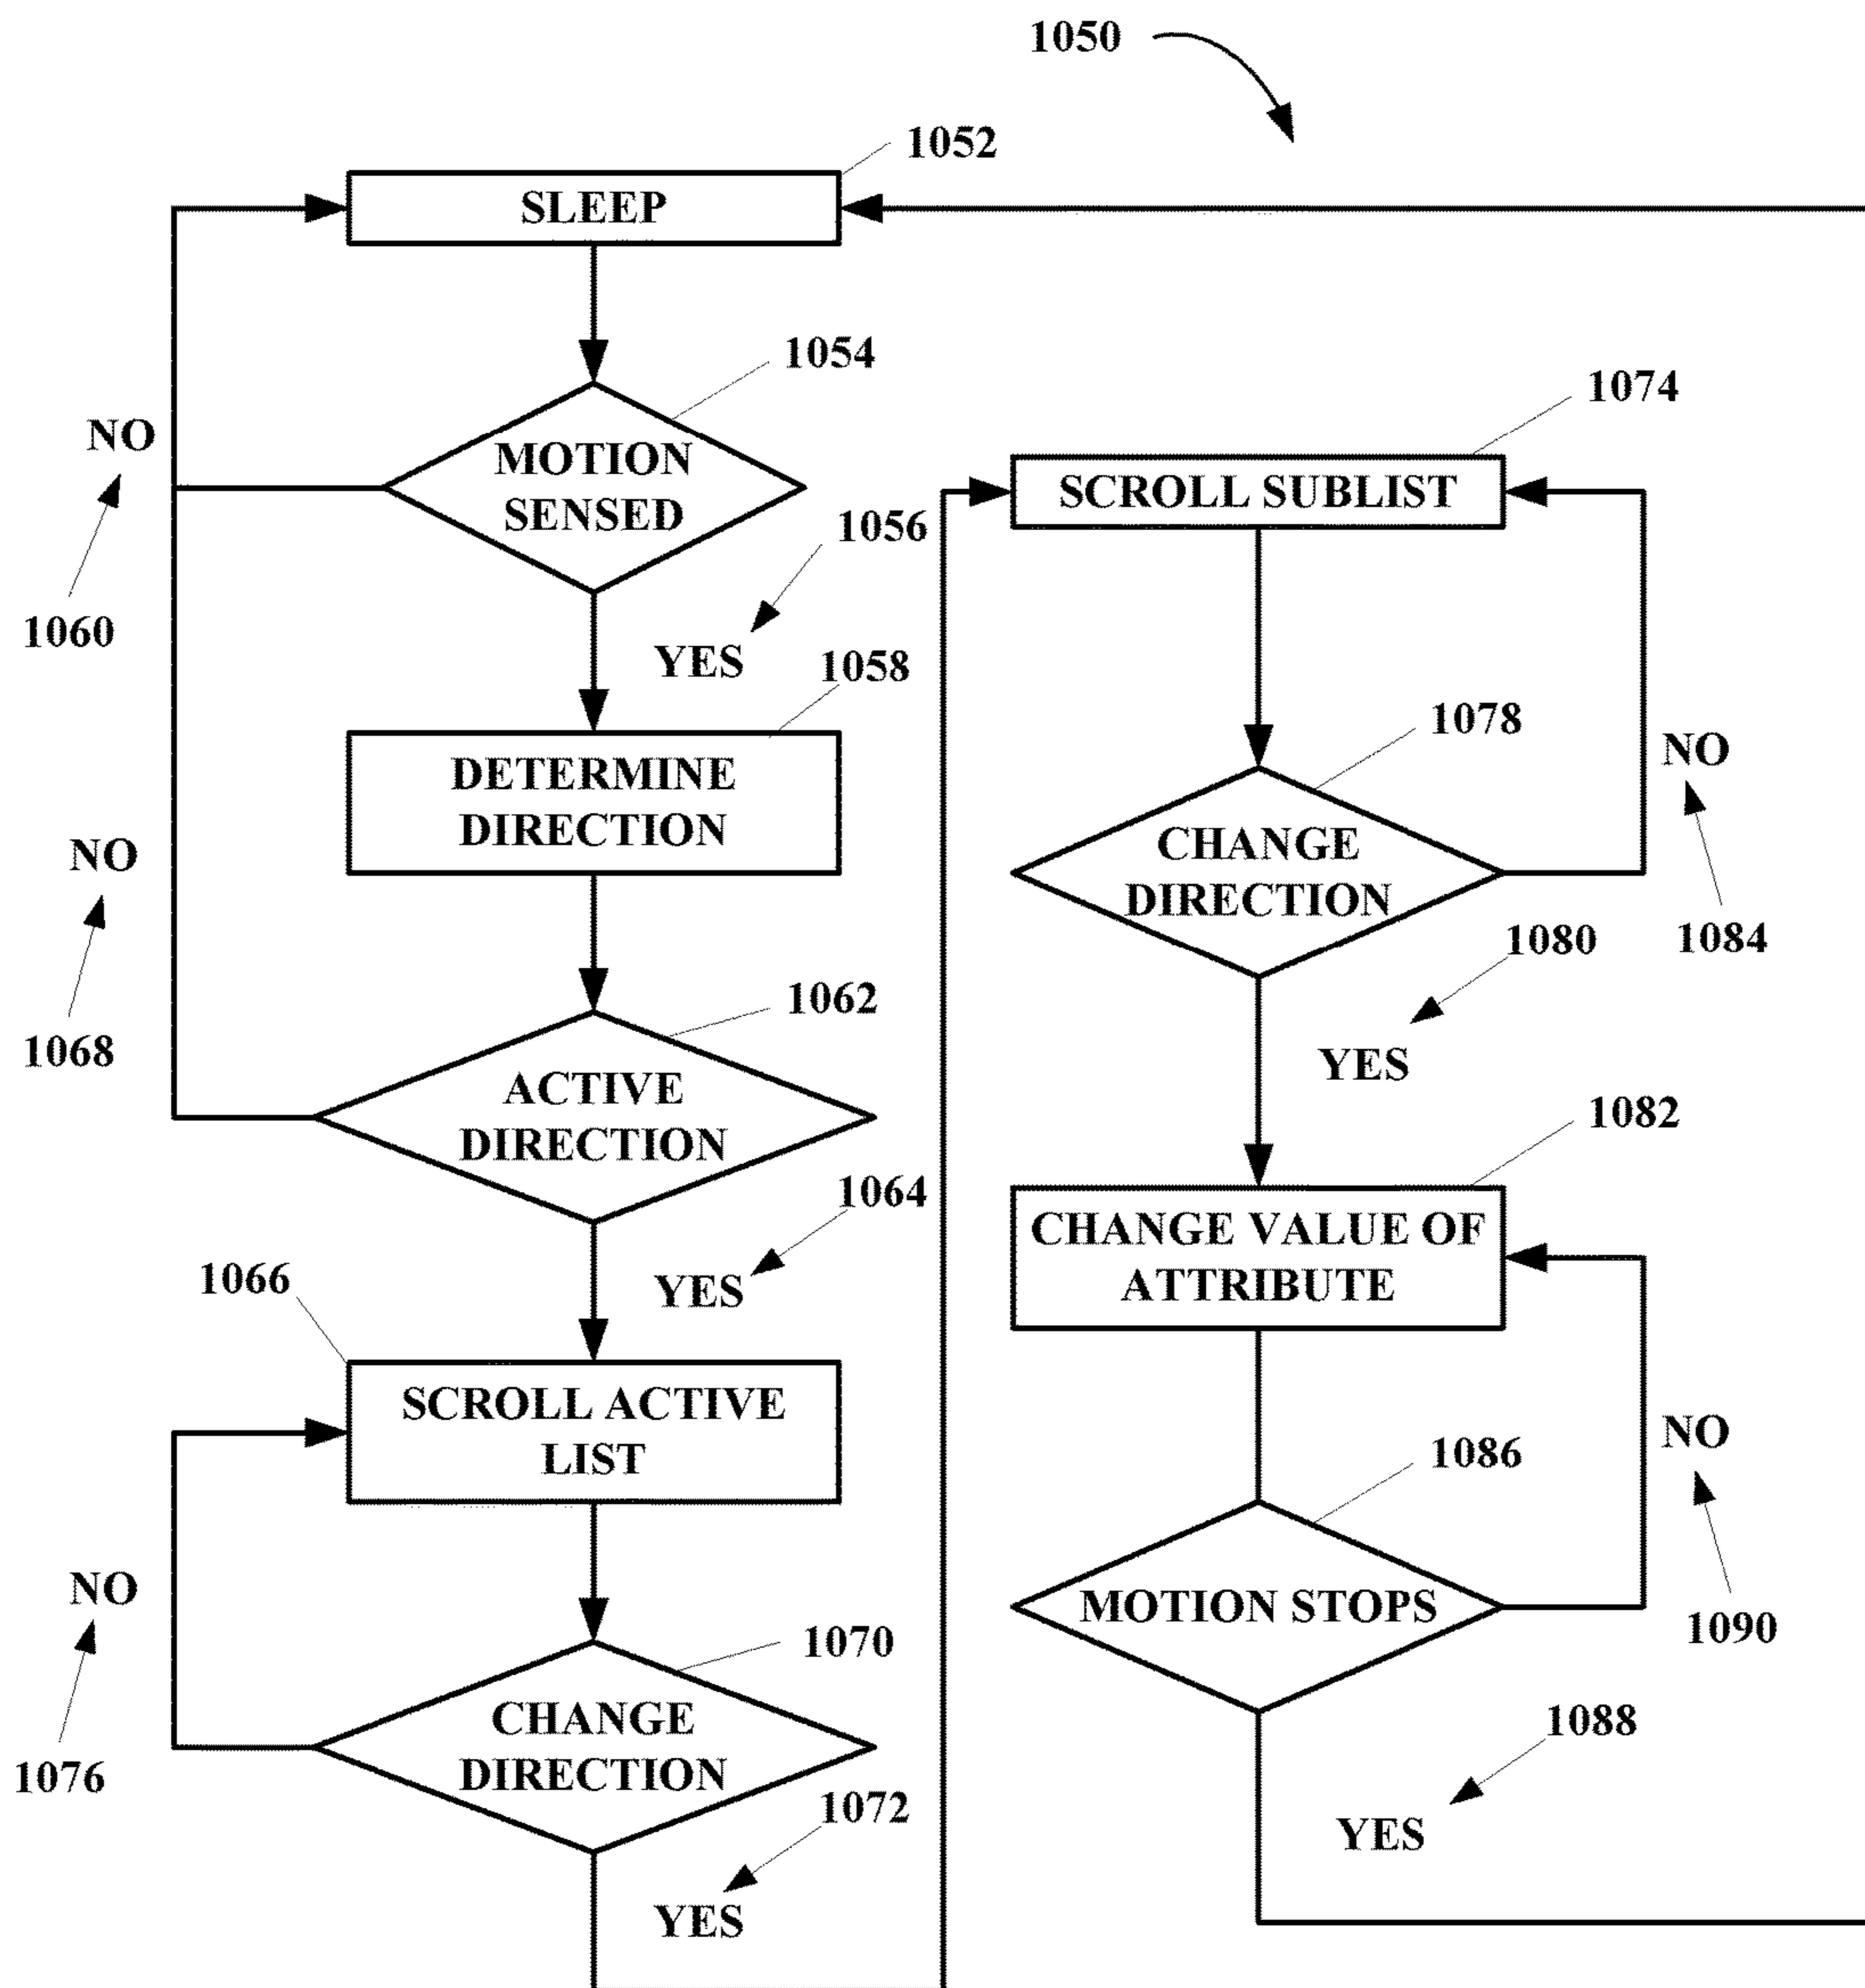 1050
1052
SLEEP
1054
NO
MOTION
SENSED
1056
1060
YES
1058
DETERMINE
DIRECTION
NO
1068
1062
ACTIVE
DIRECTION
1064
YES
1066
SCROLL ACTIVE
LIST
NO
1076
1070
CHANGE
DIRECTION
1072
YES
1074
SCROLL SUBLIST
1078
NO
CHANGE
DIRECTION
1084
1080
YES
1082
CHANGE VALUE OF
ATTRIBUTE
NO
1086
MOTION STOPS
1090
1088
YES